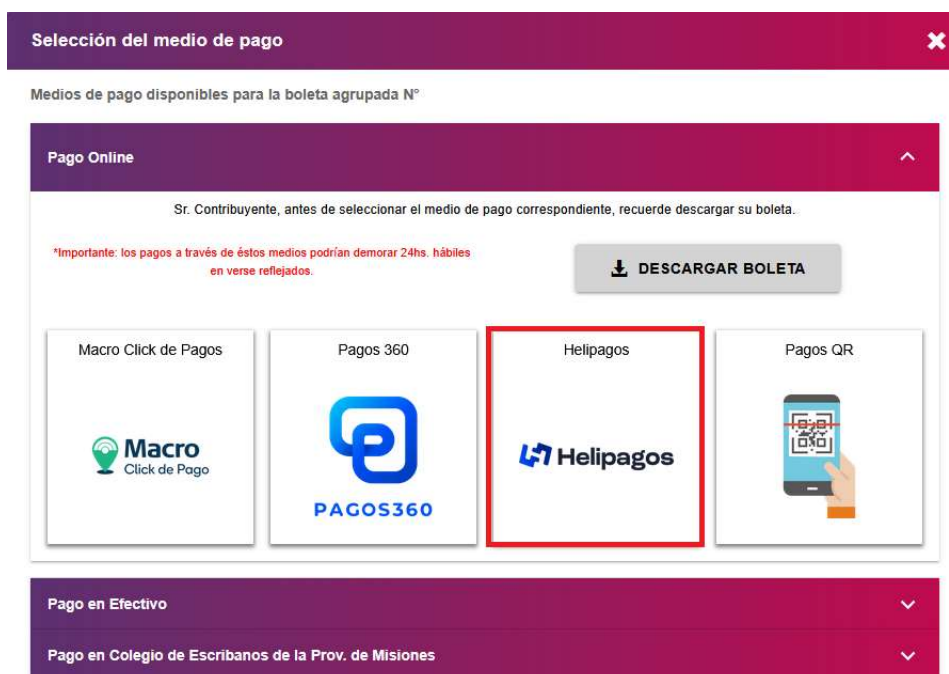 Selección del medio de pago
Medios de pago disponibles para la boleta agrupada N°
Pago Online
Sr. Contribuyente, antes de seleccionar el medio de pago correspondiente, recuerde descargar su boleta.
*Importante: los pagos a través de éstos medios podrían demorar 24hs. hábiles
en verse reflejados.
DESCARGAR BOLETA
Macro Click de Pagos
Macro
Click de Pago
Pagos 360
PAGOS360
Helipagos
Helipagos
Pagos QR
Pago en Efectivo
Pago en Colegio de Escribanos de la Prov. de Misiones